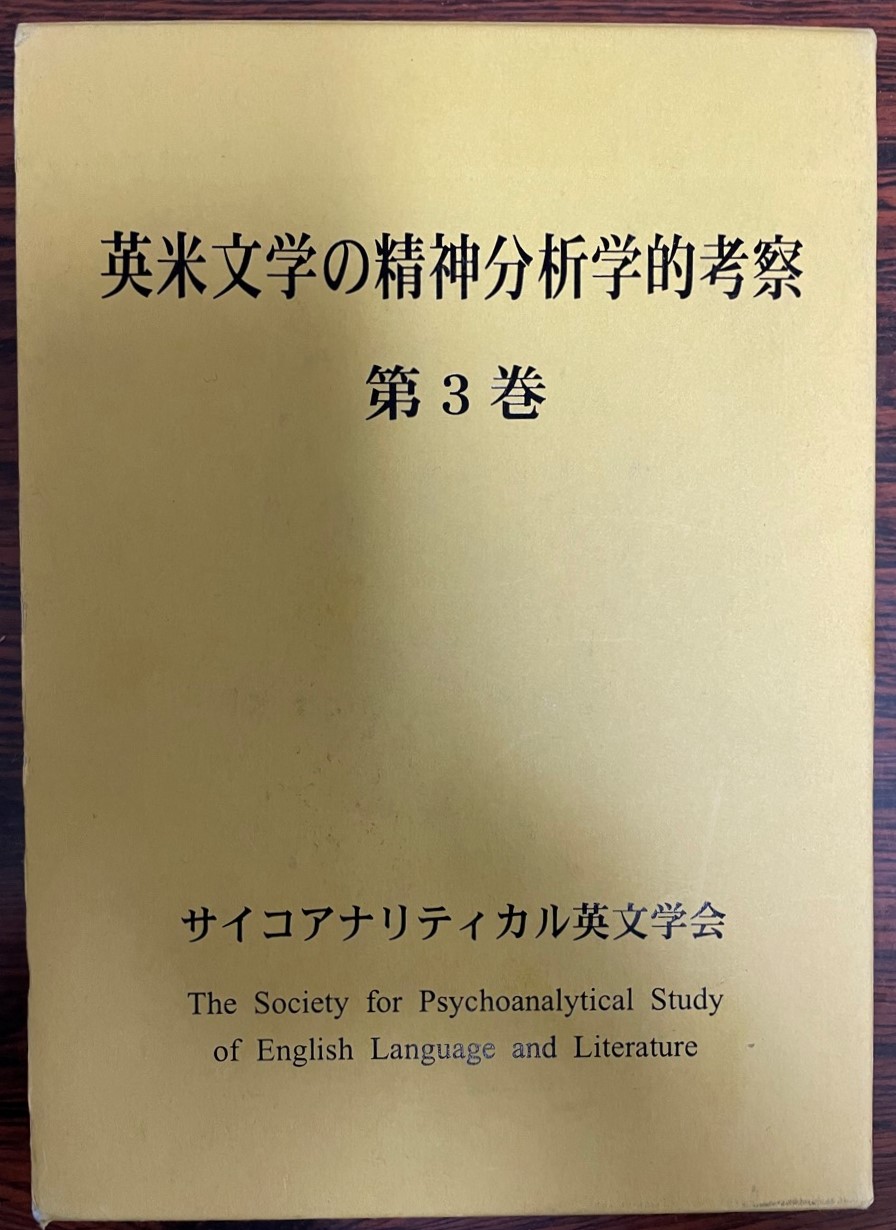 英米文学の精神分析学的考察
第 3 巻
サイコアナリティカル英文学会
The Society for Psychoanalytical Study
of English Language and Literature